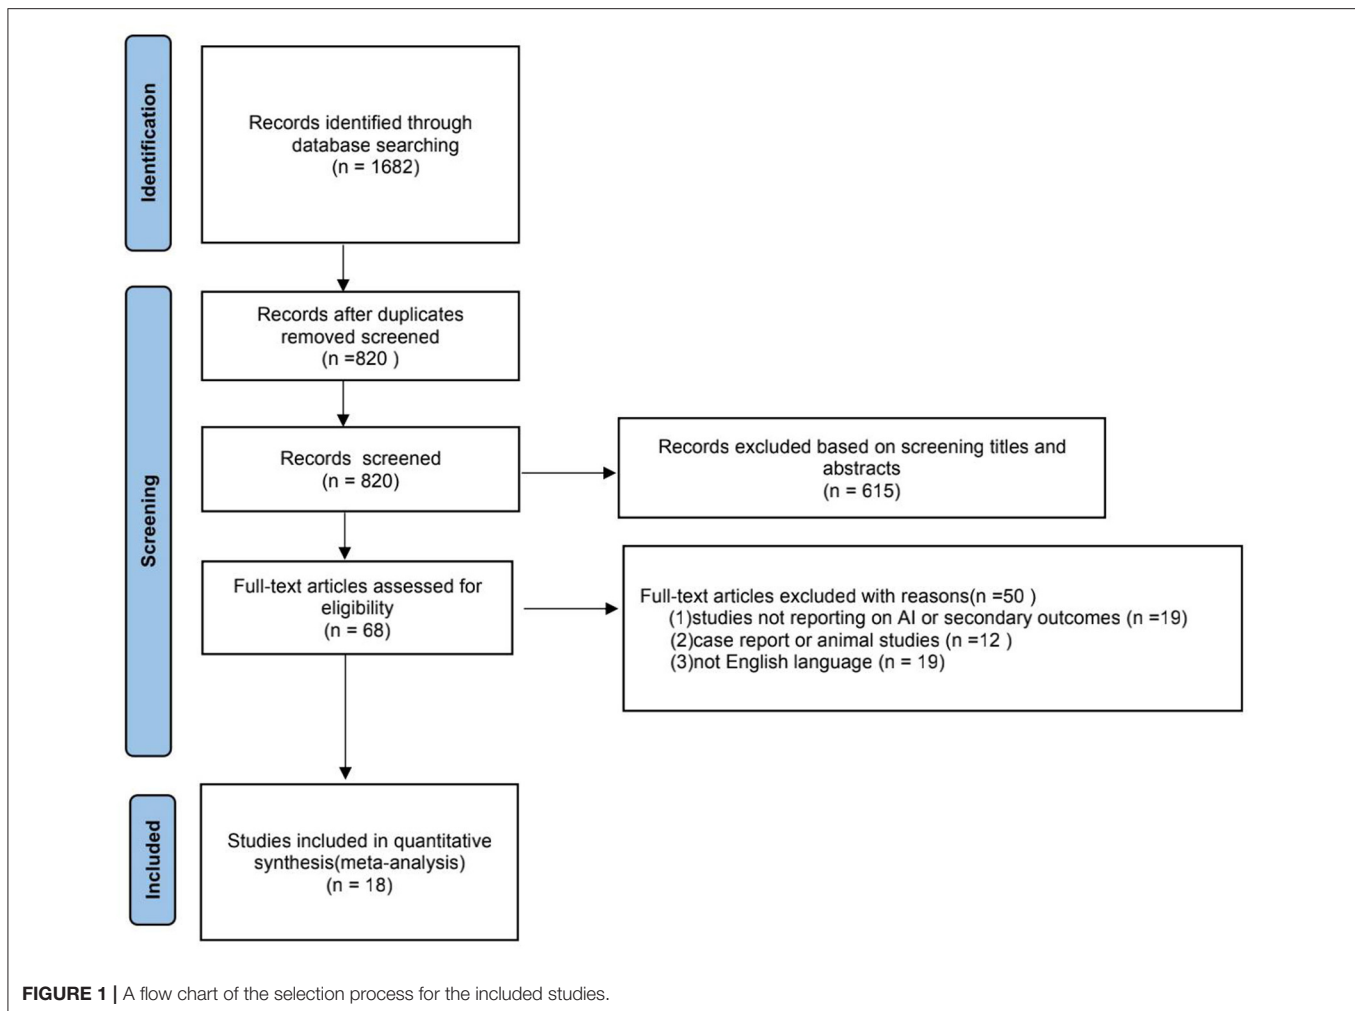 Identification
Records identified through
database searching
(n = 1682)
Screening
Records after duplicates
removed screened
(n =820 )
Records  screened
(n = 820)
Records excluded based on screening titles and
abstracts
(n = 615)
Full-text articles assessed for
eligibility
(n = 68)
Full-text articles excluded with reasons(n =50 )
(1)studies not reporting on AI or secondary outcomes (n =19)
(2)case report or animal studies (n =12 )
(3)not English language (n = 19)
Included
Studies included in quantitative
synthesis(meta-analysis)
(n = 18)
FIGURE 1 | A flow chart of the selection process for the included studies.